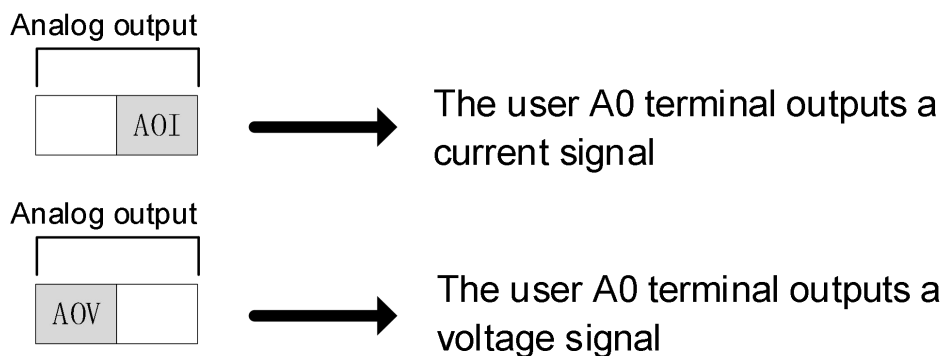 Analog output
AOI
The user A0 terminal outputs a
current signal
Analog output
AOV
The user A0 terminal outputs a
voltage signal